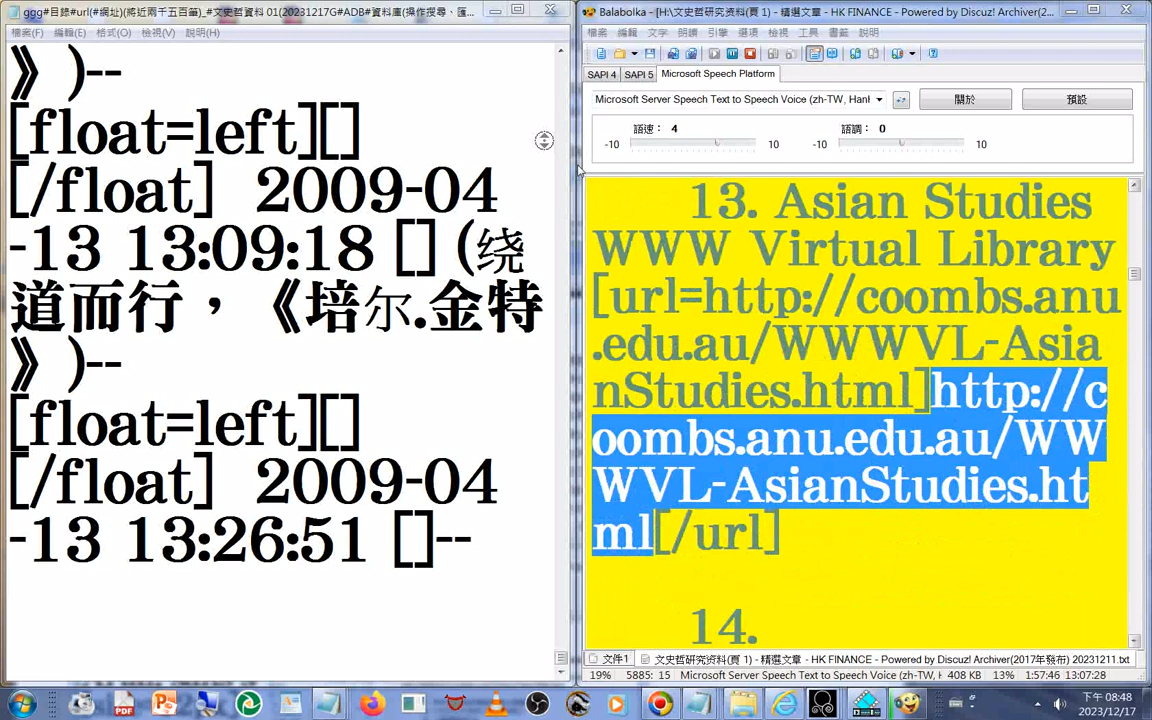 ggg#目錄#url(#網址)(將近兩千五百筆)_#文史哲資料 01(20231217G#ADB#資料庫(操作搜尋、匯...
檔案(F) 編輯(E) 格式(O) 檢視(V) 說明(H)
》 )--
[float=left][]
[/float] 2009-04
-13 13:09:18 [] (绕
道而行，《培尔.金特
》 )--
[float=left][]
[/float] 2009-04
-13 13:26:51 []--
Balabolka - [H:\文史哲研究资料(頁 1) - 精選文章 - HK FINANCE - Powered by Discuz! Archiver(2...
檔案 編輯 文字 朗讀 引擎 選項 檢視 工具 書籤 說明
SAPI 4 SAPI 5 Microsoft Speech Platform
Microsoft Server Speech Text to Speech Voice (zh-TW, Hanl 關於 預設
語速： 4 語調： 0
-10 10 -10 10
13. Asian Studies
WWW Virtual Library
[url=http://coombs.anu
.edu.au/WWWVL-Asia
nStudies.html]http://c
oombs.anu.edu.au/WW
WVL-AsianStudies.ht
ml[/url]
14.
文件1 文史哲研究资料(頁 1) - 精選文章 - HK FINANCE - Powered by Discuz! Archiver(2017年發布) 20231211.txt
19% 5885: 15 Microsoft Server Speech Text to Speech Voice (zh-TW, H 408 KB 13% 1:57:46 13:07:28
下午 08:48
2023/12/17